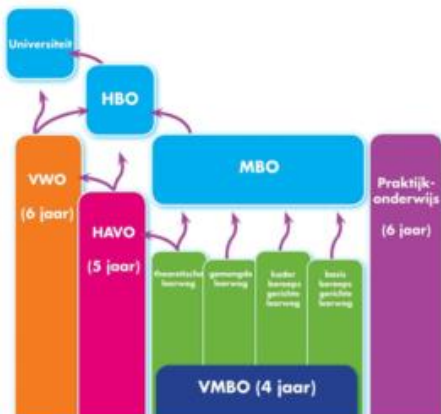 Universiteit
HBO
MBO
VWO
(6 jaar)
Praktijk-
onderwijs
(6 jaar)
HAVO
(5 jaar)
theoretische
leerweg
gemengde
leerweg
kader
beroeps
gerichte
leerweg
basis
beroeps
gerichte
leerweg
VMBO (4 jaar)